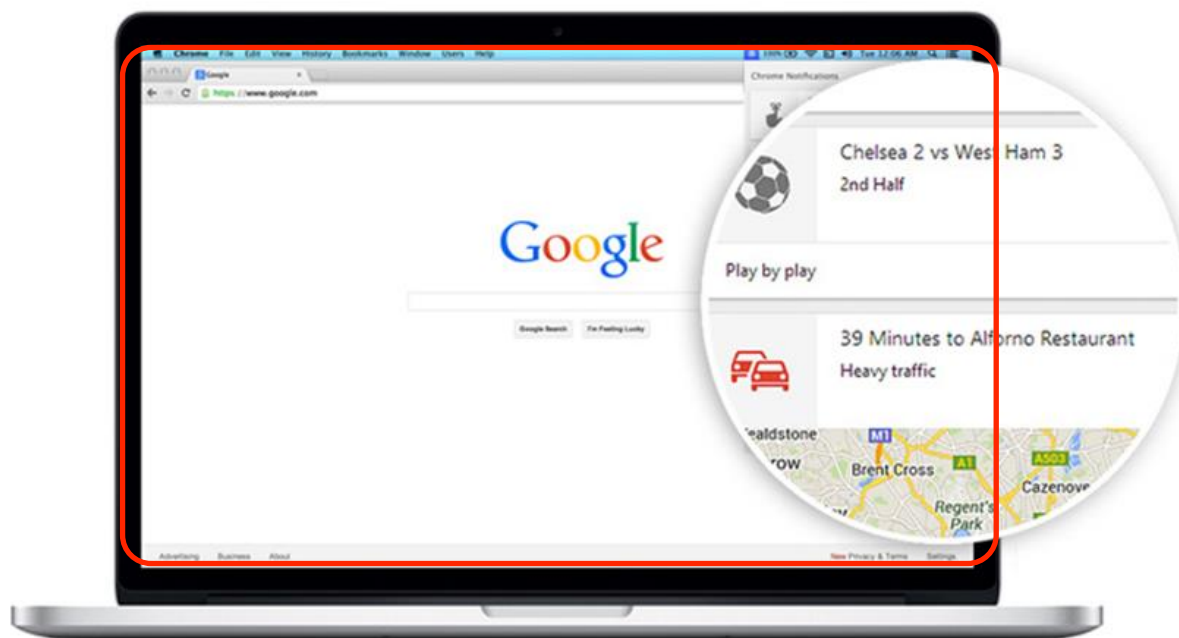 Chrome File Edit View History Bookmarks Window Users Help
100% Tue 12:06 AM
Google
https://www.google.com
Chrome Notifications
Google
Google Search I'm Feeling Lucky
Chelsea 2 vs West Ham 3
2nd Half
Play by play
39 Minutes to Alforno Restaurant
Heavy traffic
ealdstone
M1
row
Brent Cross
A1
A503
Cazenove
Regent's
Park
Advertising Business About
New Privacy & Terms Settings